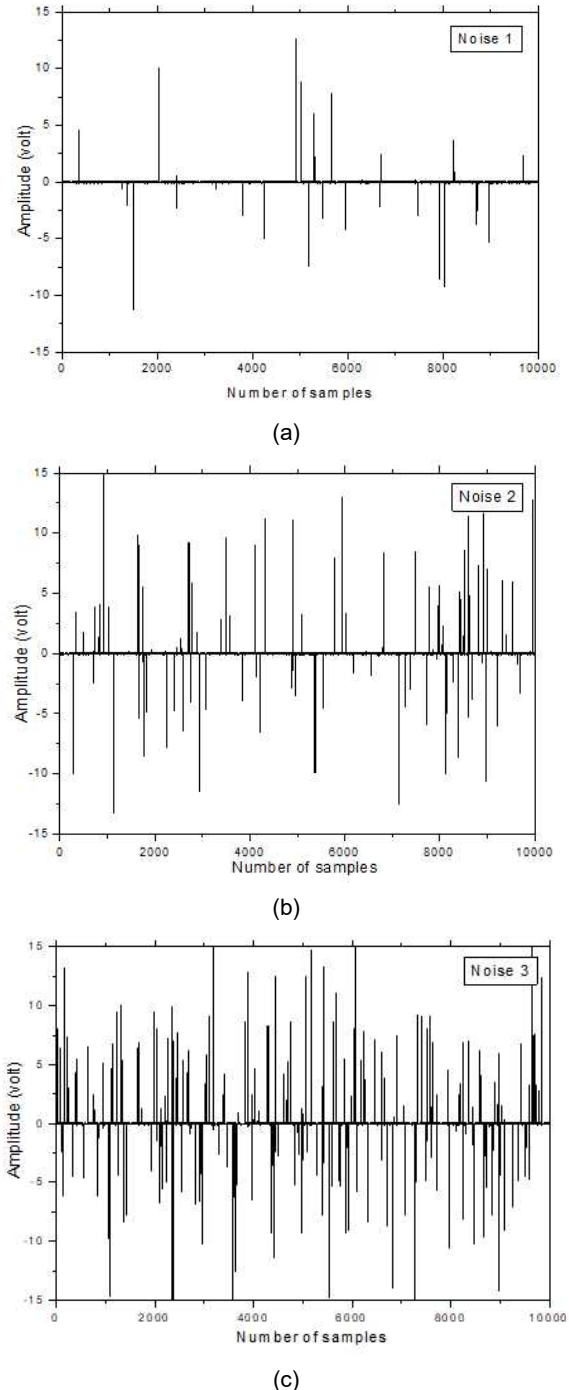 Noise 1
Amplitude (volt)
15
10
5
0
-5
-10
-15
0 2000 4000 6000 8000 10000
Number of samples
(a)
Noise 2
Amplitude (volt)
15
10
5
0
-5
-10
-15
0 2000 4000 6000 8000 10000
Number of samples
(b)
Noise 3
Amplitude (volt)
15
10
5
0
-5
-10
-15
0 2000 4000 6000 8000 10000
Number of samples
(c)